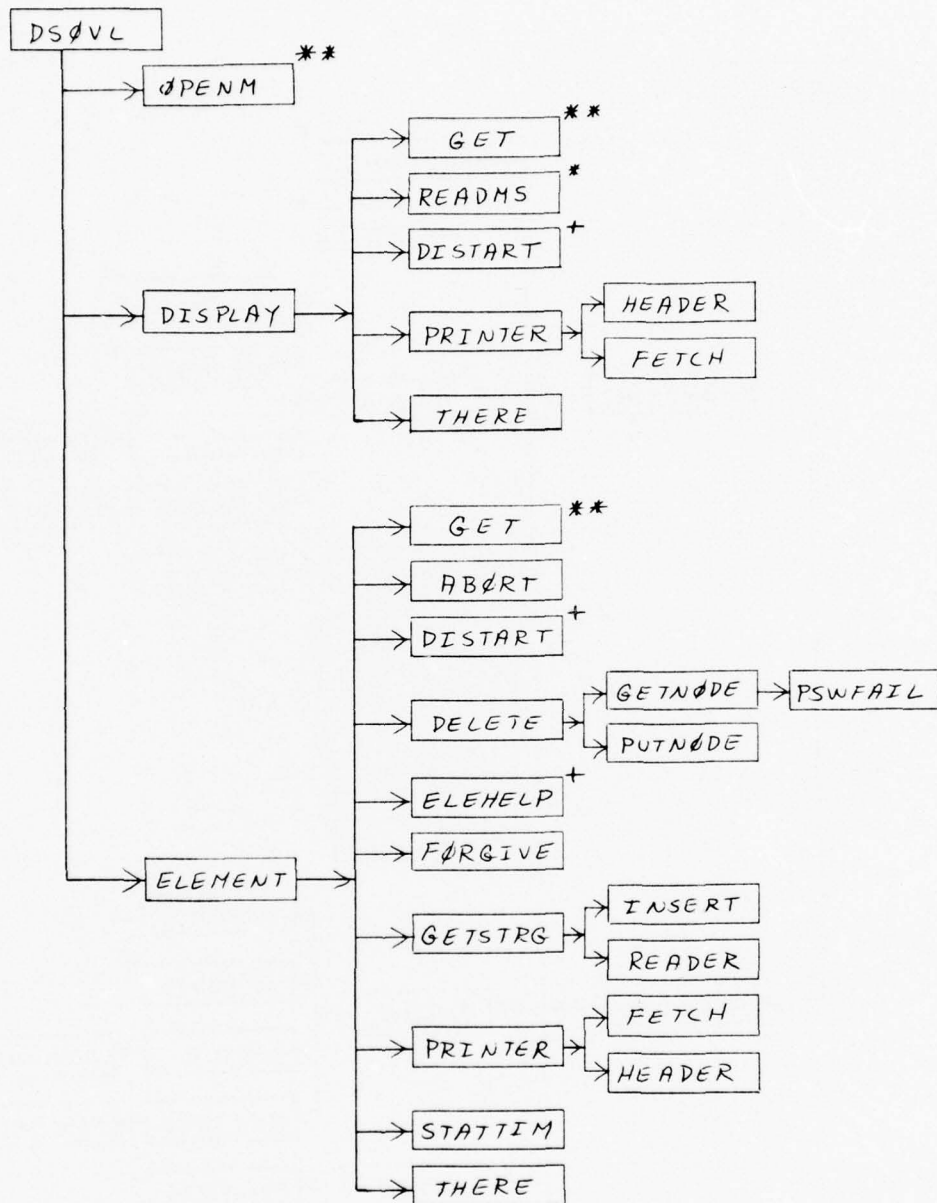 DSØVL
ØPENM **
GET **
READMS *
DISTART +
DISPLAY
PRINTER
HEADER
FETCH
THERE
GET **
ABØRT
DISTART +
DELETE
GETNØDE
PSWFAIL
PUTNØDE
ELEHELP +
FØRGIVE
ELEMENT
GETSTRG
INSERT
READER
PRINTER
FETCH
HEADER
STATTIM
THERE